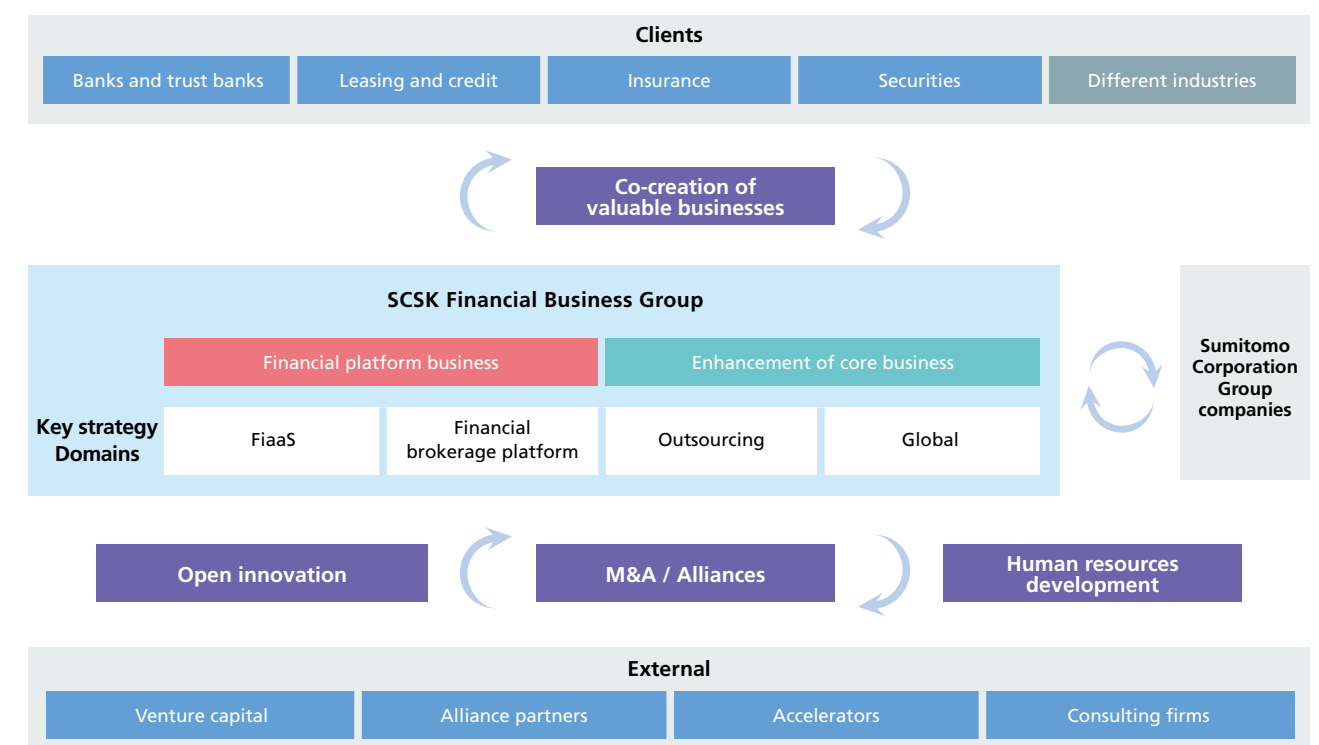 Clients
Banks and trust banks
Leasing and credit
Insurance
Securities
Different industries
Co-creation of
valuable businesses
SCSK Financial Business Group
Financial platform business
Enhancement of core business
Key strategy
Domains
FiaaS
Financial
brokerage platform
Outsourcing
Global
Sumitomo
Corporation
Group
companies
Open innovation
M&A / Alliances
Human resources
development
External
Venture capital
Alliance partners
Accelerators
Consulting firms